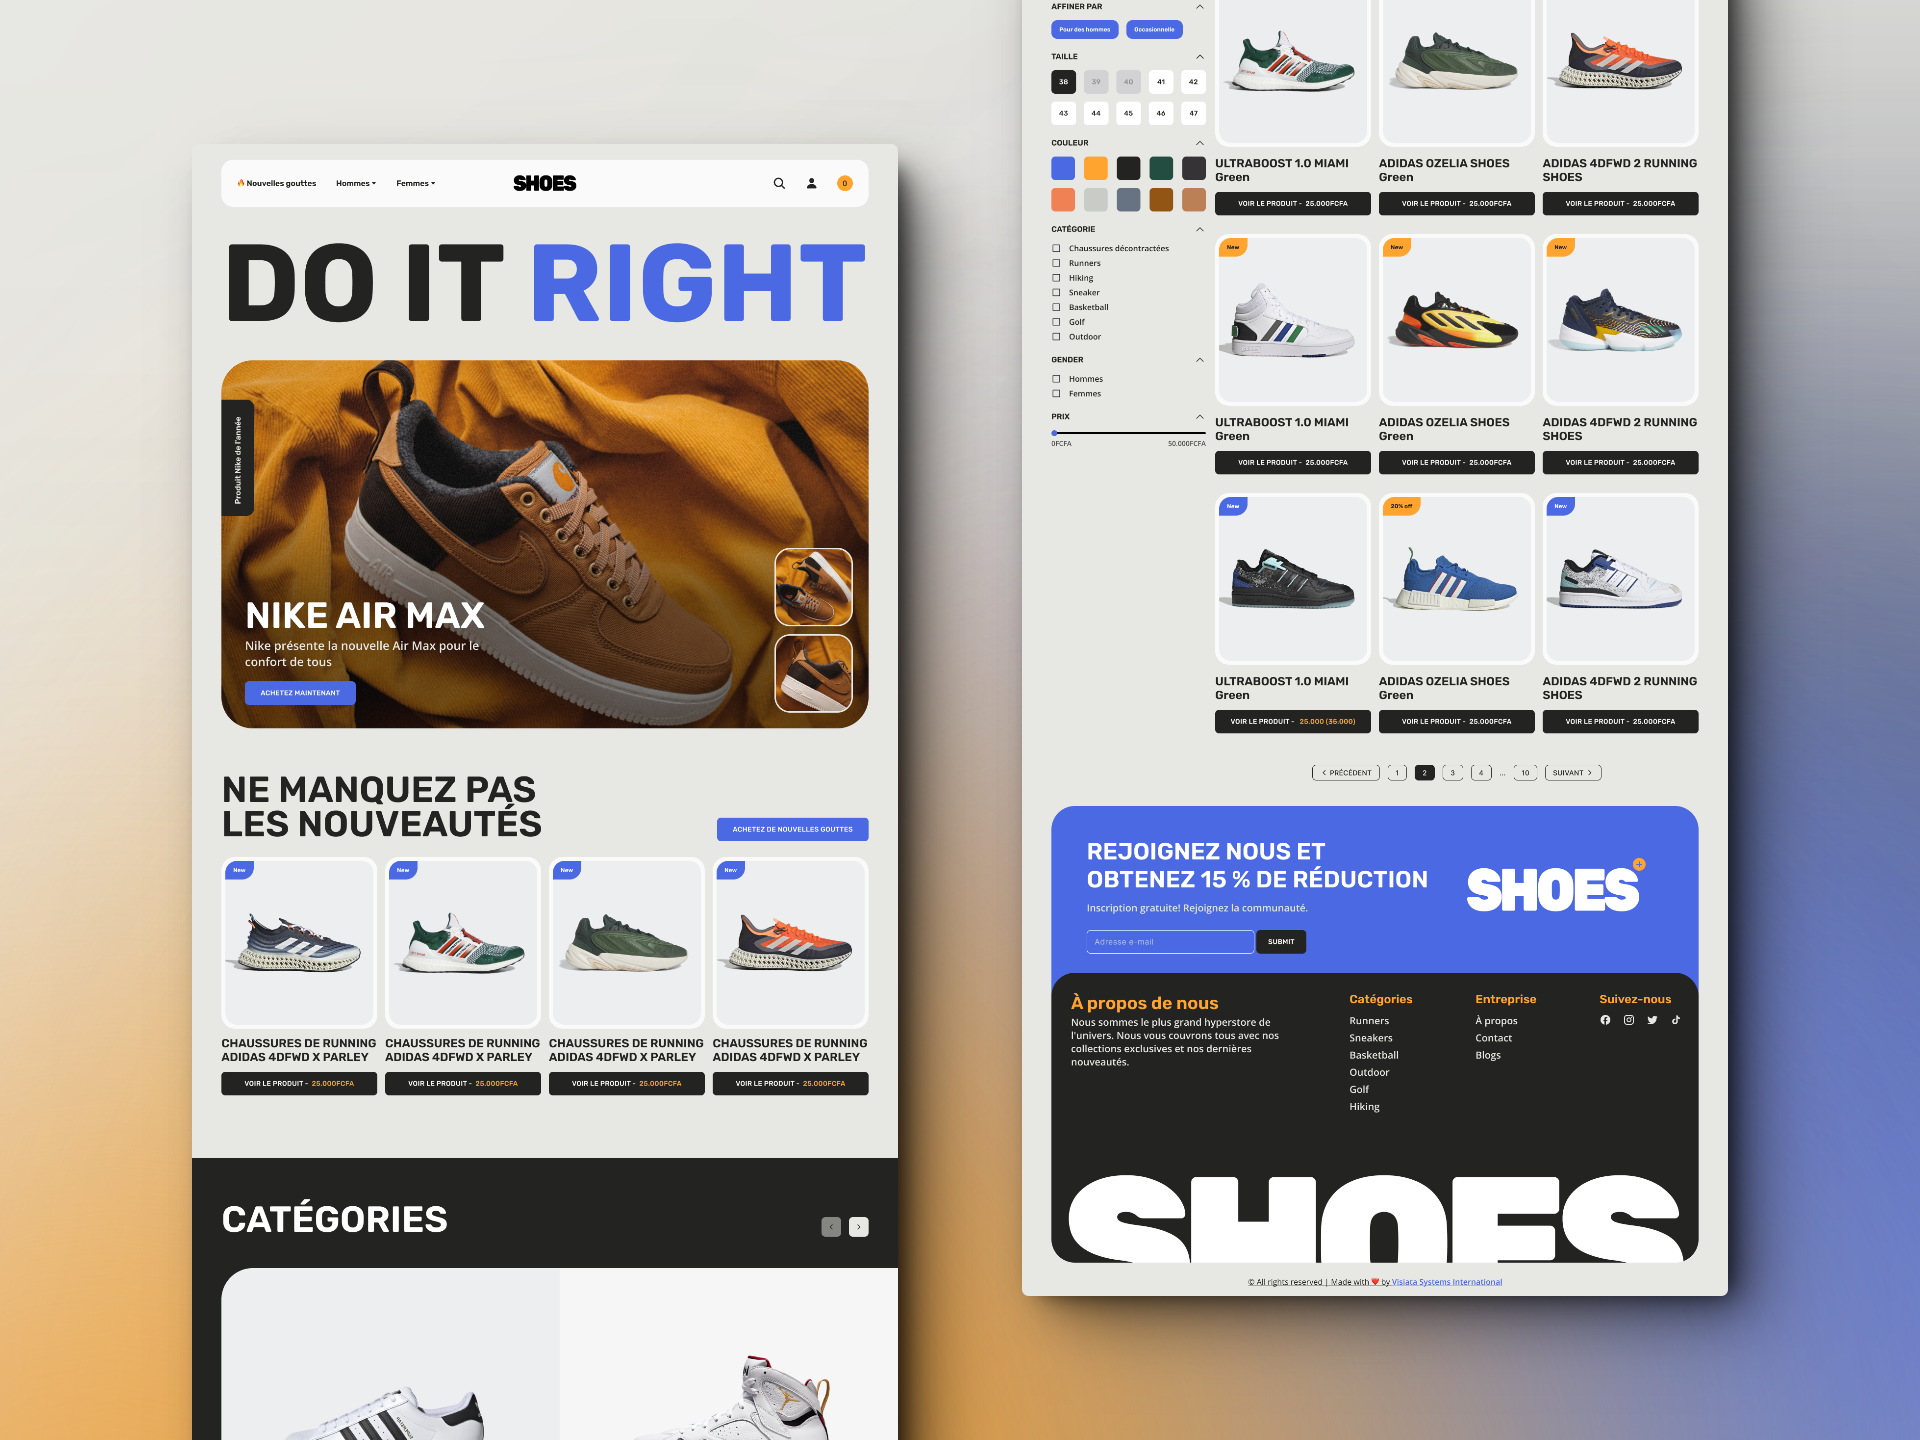 🔥 Nouvelles gouttes
Hommes
Femmes
SHOES
0
DO IT RIGHT
Produit Nike de l'année
NIKE AIR MAX
Nike présente la nouvelle Air Max pour le
confort de tous
ACHETEZ MAINTENANT
NE MANQUEZ PAS
LES NOUVEAUTÉS
ACHETEZ DE NOUVELLES GOUTTES
New
New
New
New
CHAUSSURES DE RUNNING
ADIDAS 4DFWD X PARLEY
CHAUSSURES DE RUNNING
ADIDAS 4DFWD X PARLEY
CHAUSSURES DE RUNNING
ADIDAS 4DFWD X PARLEY
CHAUSSURES DE RUNNING
ADIDAS 4DFWD X PARLEY
VOIR LE PRODUIT - 25.000FCFA
VOIR LE PRODUIT - 25.000FCFA
VOIR LE PRODUIT - 25.000FCFA
VOIR LE PRODUIT - 25.000FCFA
CATÉGORIES
AFFINER PAR
Pour des hommes
Occasionnelle
TAILLE
38
39
40
41
42
43
44
45
46
47
COULEUR
CATÉGORIE
Chaussures décontractées
Runners
Hiking
Sneaker
Basketball
Golf
Outdoor
GENDER
Hommes
Femmes
PRIX
0FCFA
50.000FCFA
ULTRABOOST 1.0 MIAMI
Green
ADIDAS OZELIA SHOES
Green
ADIDAS 4DFWD 2 RUNNING
SHOES
VOIR LE PRODUIT - 25.000FCFA
VOIR LE PRODUIT - 25.000FCFA
VOIR LE PRODUIT - 25.000FCFA
New
New
New
ULTRABOOST 1.0 MIAMI
Green
ADIDAS OZELIA SHOES
Green
ADIDAS 4DFWD 2 RUNNING
SHOES
VOIR LE PRODUIT - 25.000FCFA
VOIR LE PRODUIT - 25.000FCFA
VOIR LE PRODUIT - 25.000FCFA
New
20% off
New
ULTRABOOST 1.0 MIAMI
Green
ADIDAS OZELIA SHOES
Green
ADIDAS 4DFWD 2 RUNNING
SHOES
VOIR LE PRODUIT - 25.000 (35.000)
VOIR LE PRODUIT - 25.000FCFA
VOIR LE PRODUIT - 25.000FCFA
< PRÉCÉDENT
1
2
3
4
...
10
SUIVANT >
REJOIGNEZ NOUS ET
OBTENEZ 15 % DE RÉDUCTION
Inscription gratuite! Rejoignez la communauté.
Adresse e-mail
SUBMIT
SHOES+
À propos de nous
Nous sommes le plus grand hyperstore de
l'univers. Nous vous couvrons tous avec nos
collections exclusives et nos dernières
nouveautés.
Catégories
Runners
Sneakers
Basketball
Outdoor
Golf
Hiking
Entreprise
À propos
Contact
Blogs
Suivez-nous
SHOES
© All rights reserved | Made with ❤️ by Visiata Systems International